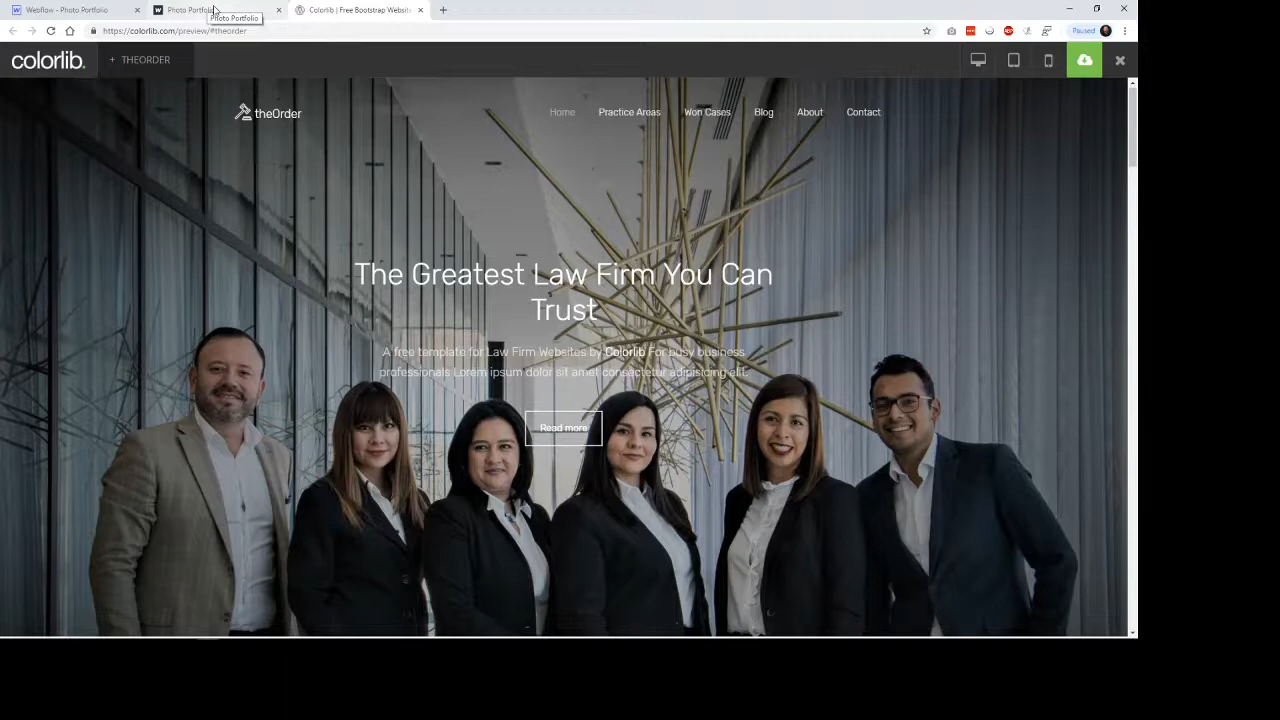 Webflow - Photo Portfolio
Photo Portfoli
Colorlib | Free Bootstrap Websit
Photo Portfolio
https://colorlib.com/preview/#theorder
Paused
colorlib.
+ THEORDER
theOrder
Home
Practice Areas
Won Cases
Blog
About
Contact
The Greatest Law Firm You Can
Trust
A free template for Law Firm Websites by Colorlib For busy business
professionals Lorem ipsum dolor sit amet consectetur adipisicing elit.
Read more